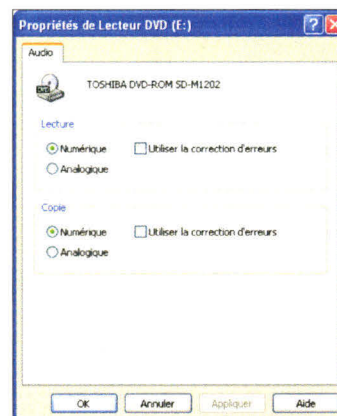 Propriétés de Lecteur DVD (E:)
Audio
TOSHIBA DVD-ROM SD-M1202
Lecture
Numérique Utiliser la correction d'erreurs
Analogique
Copie
Numérique Utiliser la correction d'erreurs
Analogique
OK Annuler Appliquer Aide